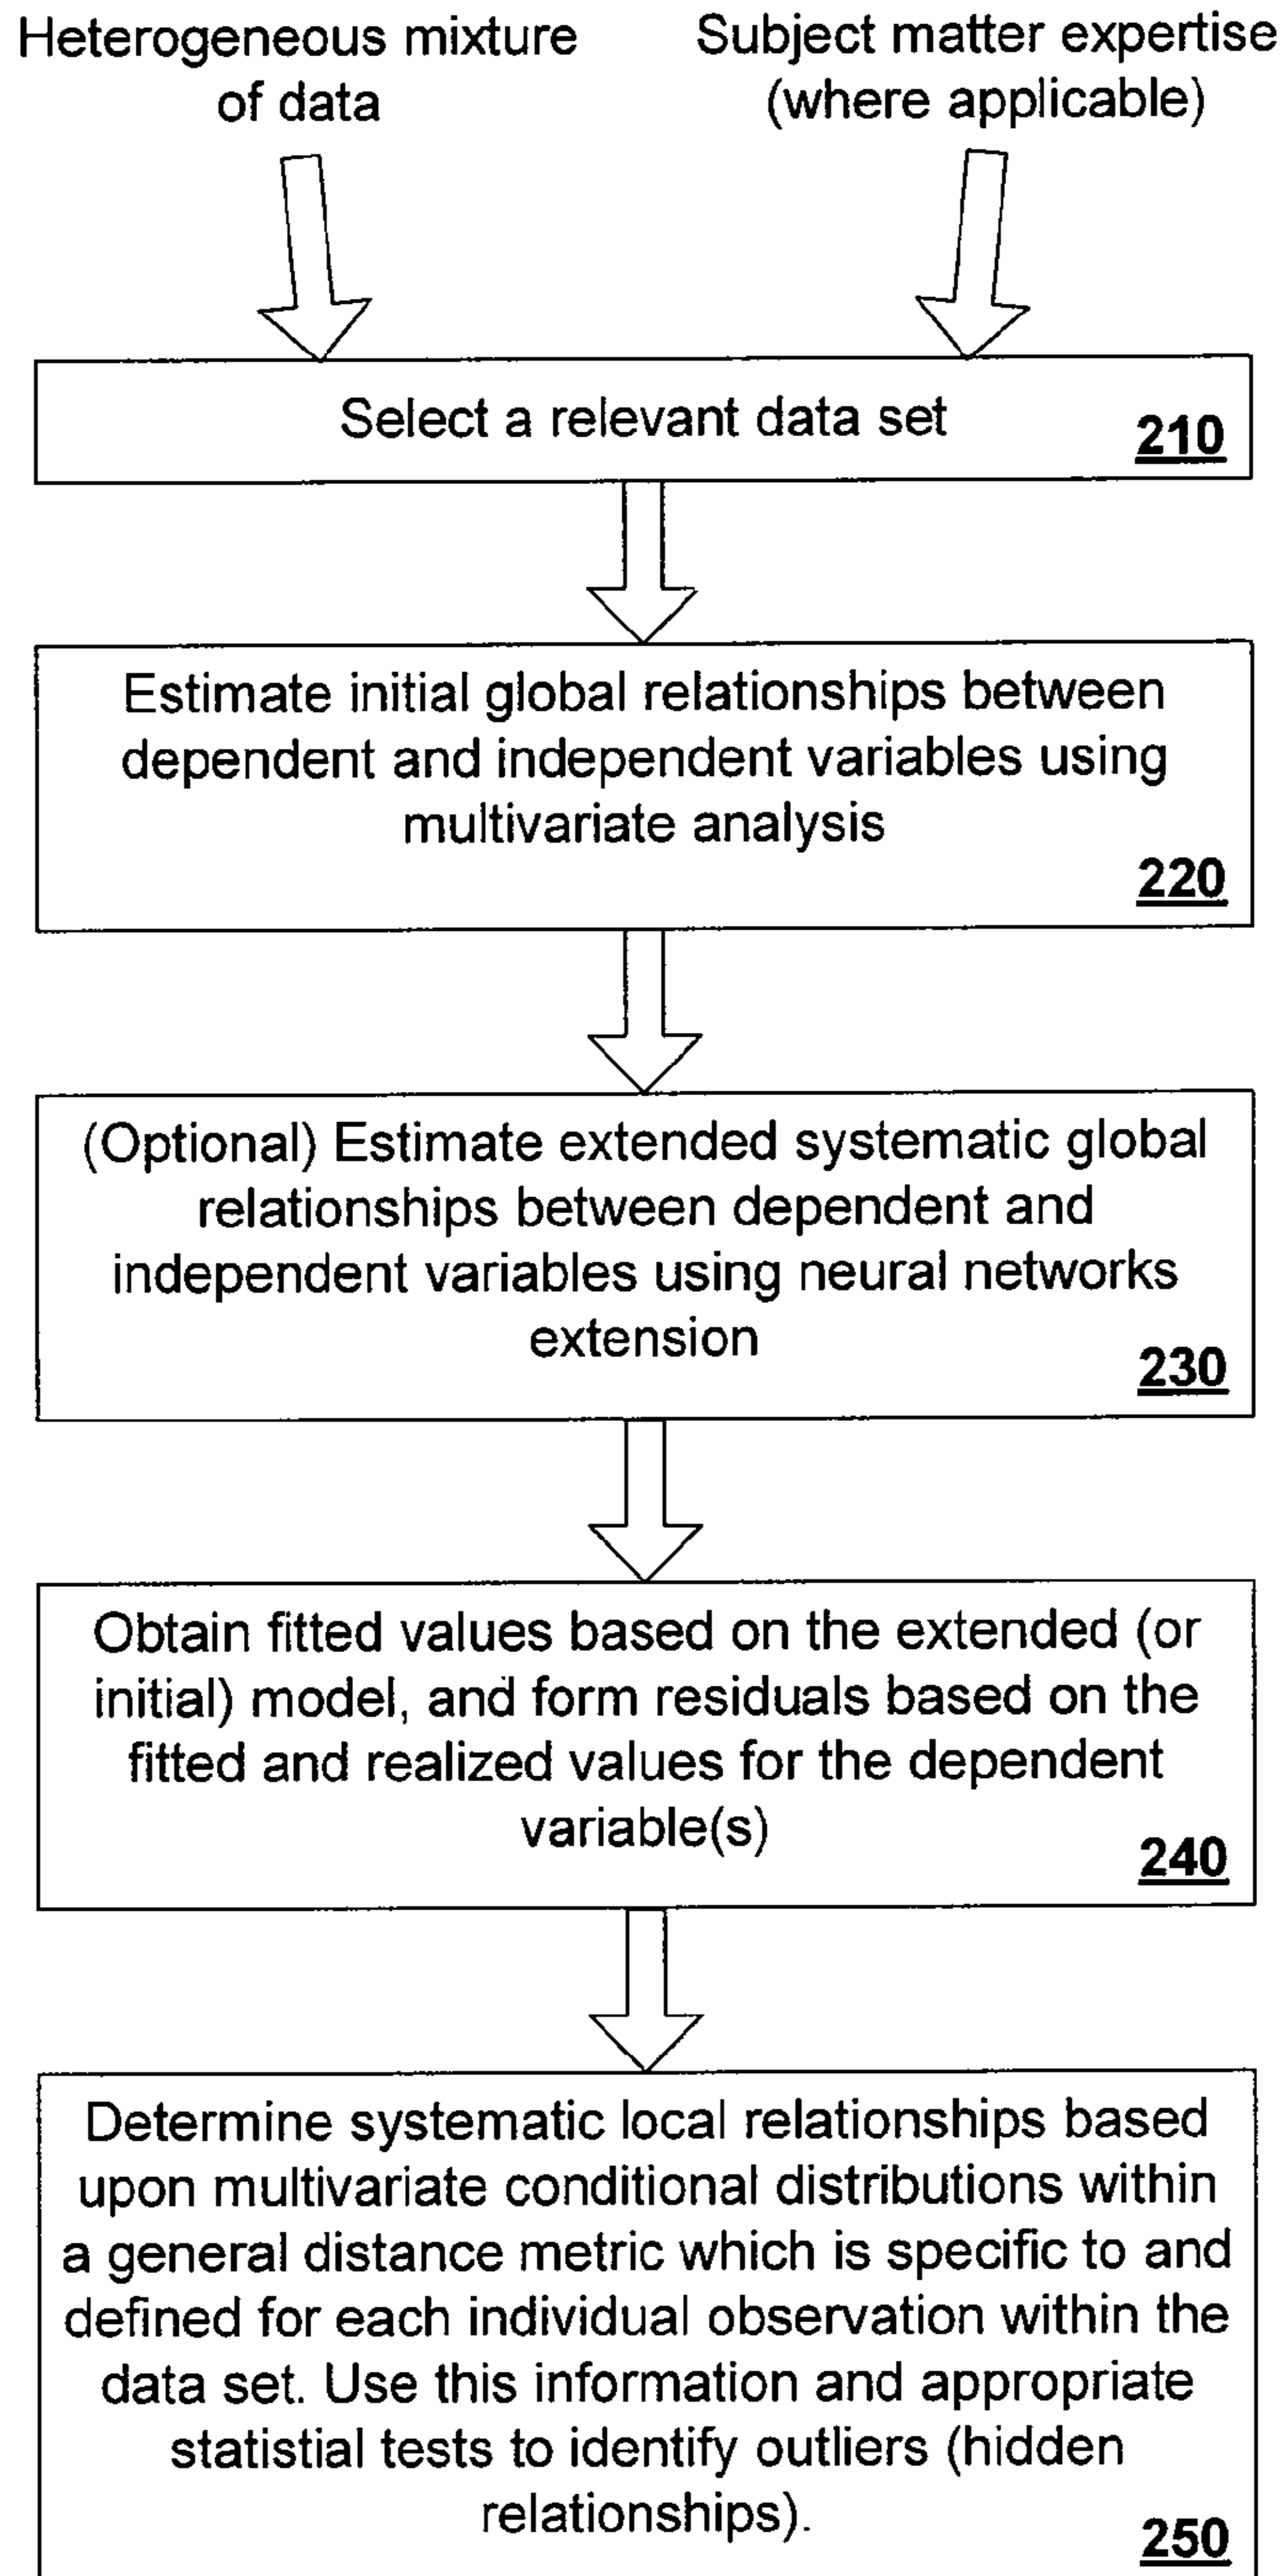 Heterogeneous mixture
of data
Subject matter expertise
(where applicable)
Select a relevant data set
210
Estimate initial global relationships between
dependent and independent variables using
multivariate analysis
220
(Optional) Estimate extended systematic global
relationships between dependent and
independent variables using neural networks
extension
230
Obtain fitted values based on the extended (or
initial) model, and form residuals based on the
fitted and realized values for the dependent
variable(s)
240
Determine systematic local relationships based
upon multivariate conditional distributions within
a general distance metric which is specific to and
defined for each individual observation within the
data set. Use this information and appropriate
statistial tests to identify outliers (hidden
relationships).
250